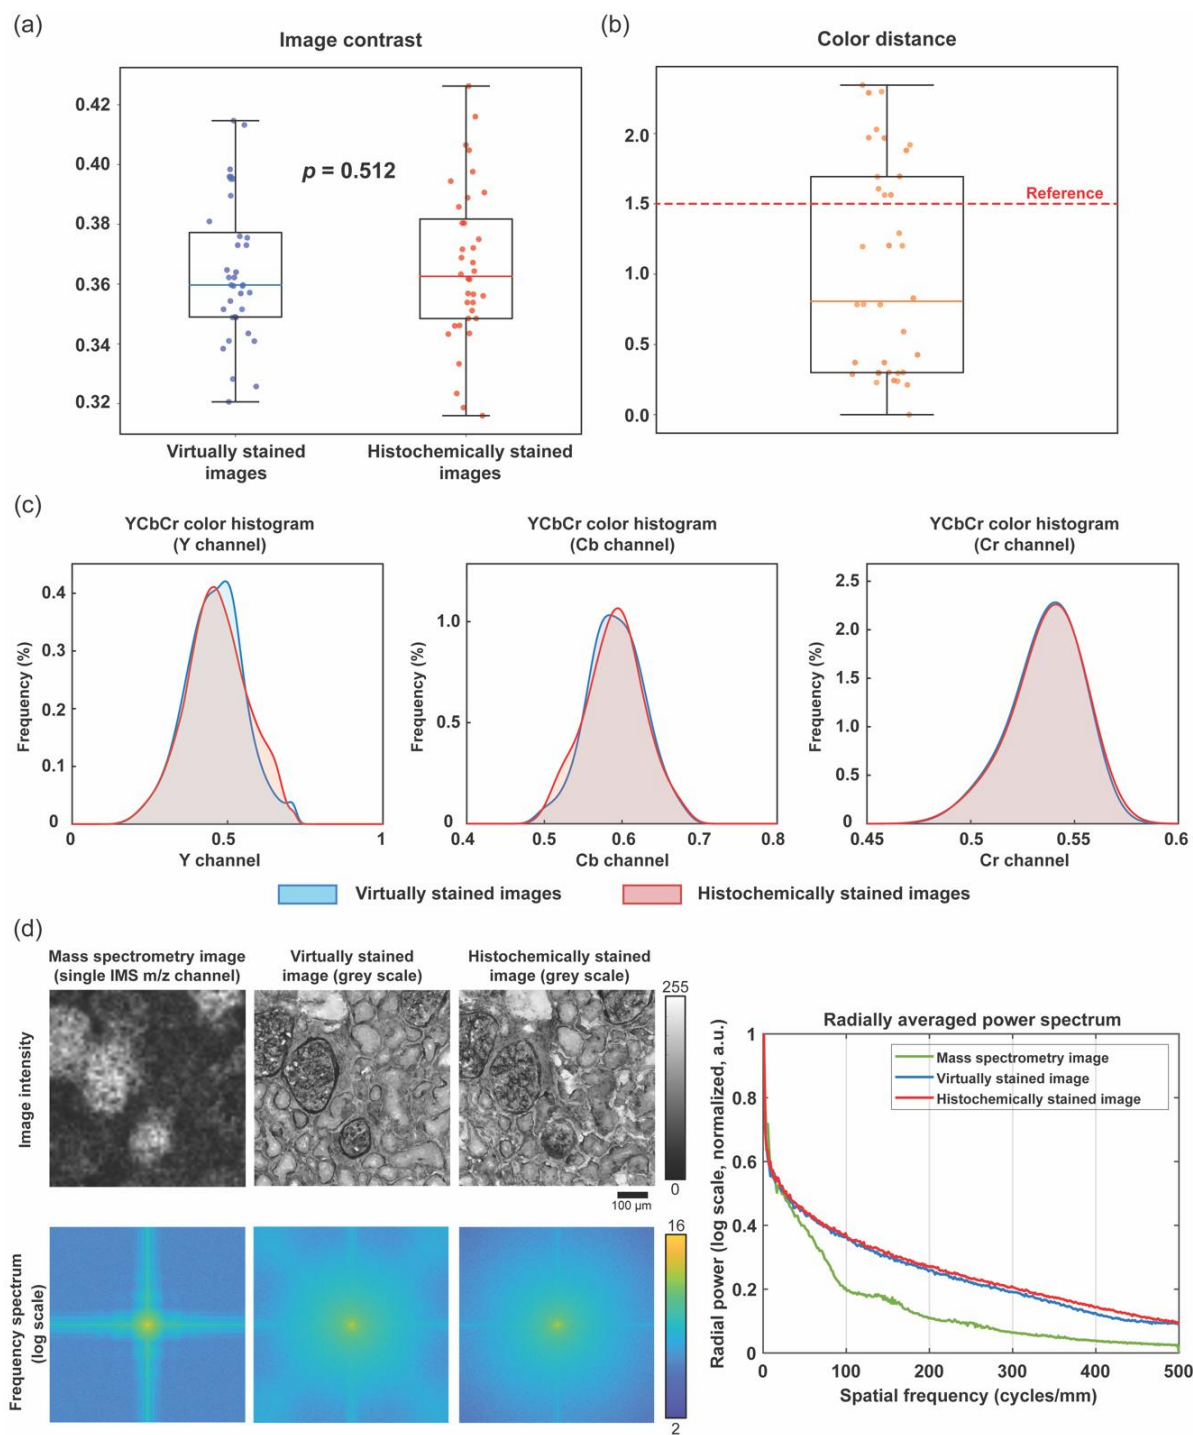 (a)
Image contrast
0.42
0.40
0.38
0.36
0.34
0.32
p = 0.512
Virtually stained
images
Histochemically stained
images
(b)
Color distance
2.0
1.5
1.0
0.5
0.0
Reference
(c)
YCbCr color histogram
(Y channel)
Frequency (%)
0.4
0.3
0.2
0.1
0
0
0.5
1
Y channel
YCbCr color histogram
(Cb channel)
Frequency (%)
1.0
0.5
0
0.4
0.5
0.6
0.7
0.8
Cb channel
YCbCr color histogram
(Cr channel)
Frequency (%)
2.5
2.0
1.5
1.0
0.5
0
0.45
0.5
0.55
0.6
Cr channel
Virtually stained images
Histochemically stained images
(d)
Mass spectrometry image
(single IMS m/z channel)
Virtually stained
image (grey scale)
Histochemically stained
image (grey scale)
Image intensity
255
0
100 µm
Frequency spectrum
(log scale)
16
2
Radially averaged power spectrum
Mass spectrometry image
Virtually stained image
Histochemically stained image
Radial power (log scale, normalized, a.u.)
1
0.8
0.6
0.4
0.2
0
0
100
200
300
400
500
Spatial frequency (cycles/mm)